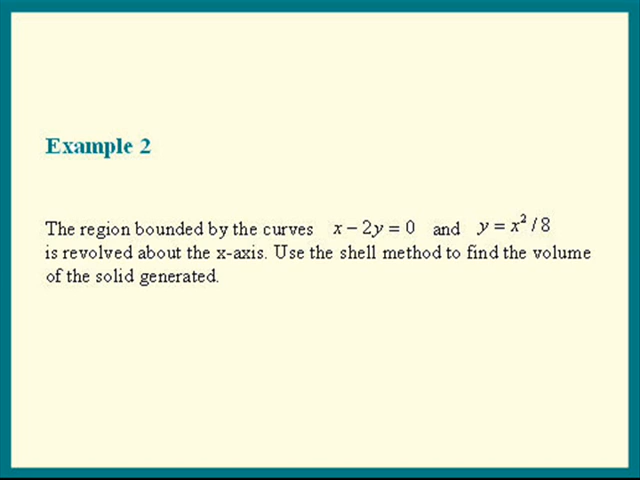 Example 2
The region bounded by the curves x − 2y = 0 and y = x² / 8
is revolved about the x-axis. Use the shell method to find the volume
of the solid generated.